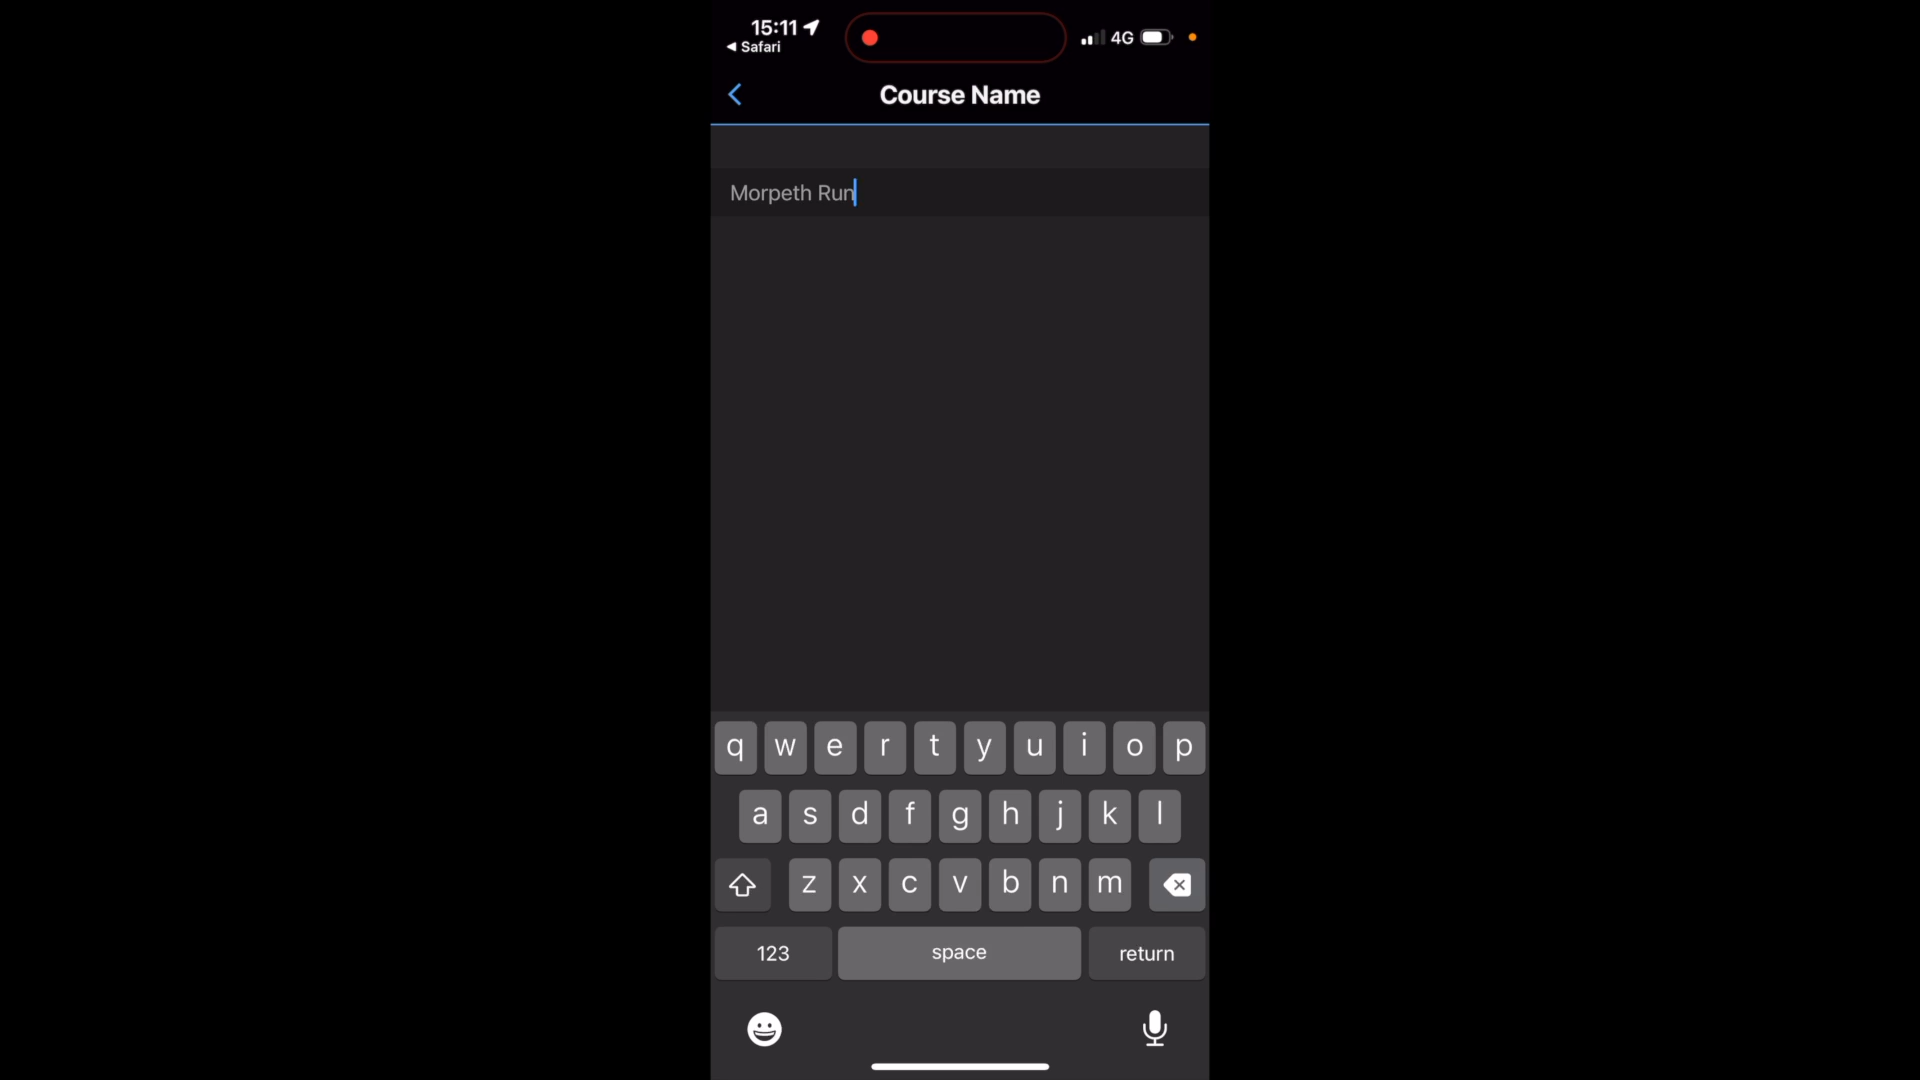 15:11
◀ Safari
4G
Course Name
Morpeth Run
q w e r t y u i o p
a s d f g h j k l
z x c v b n m
123 space return